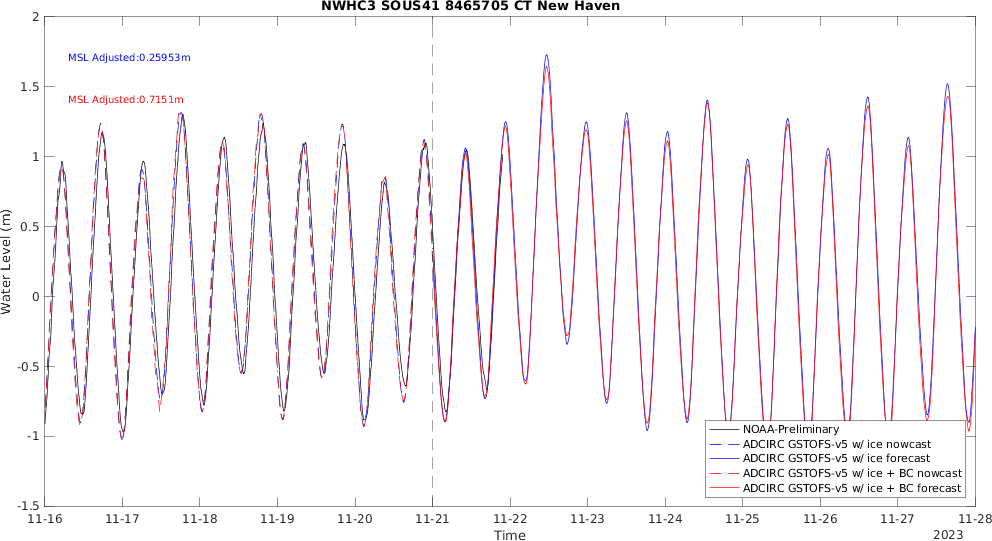 NWHC3 SOUS41 8465705 CT New Haven
2
1.5
1
0.5
0
-0.5
-1
-1.5
Water Level (m)
MSL Adjusted:0.25953m
MSL Adjusted:0.7151m
NOAA-Preliminary
ADCIRC GSTOFS-v5 w/ ice nowcast
ADCIRC GSTOFS-v5 w/ ice forecast
ADCIRC GSTOFS-v5 w/ ice + BC nowcast
ADCIRC GSTOFS-v5 w/ ice + BC forecast
11-16 11-17 11-18 11-19 11-20 11-21 11-22 11-23 11-24 11-25 11-26 11-27 11-28
Time
2023